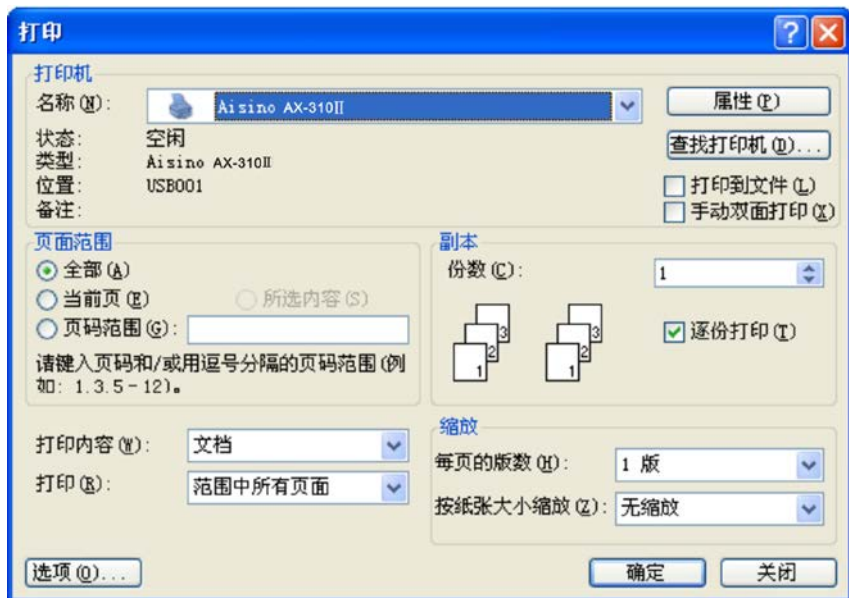 打印
打印机
名称(N): Aisino AX-310Ⅱ 属性(P)
状态: 空闲 查找打印机(D)...
类型: Aisino AX-310Ⅱ
位置: USB001 打印到文件(L)
备注: 手动双面打印(X)
页面范围
全部(A)
当前页(E) 所选内容(S)
页码范围(G):
请键入页码和/或用逗号分隔的页码范围(例
如: 1.3.5-12)。
副本
份数(C): 1
1 2 3 1 2 3
逐份打印(T)
打印内容(W): 文档
打印(R): 范围中所有页面
缩放
每页的版数(H): 1 版
按纸张大小缩放(Z): 无缩放
选项(O)... 确定 关闭